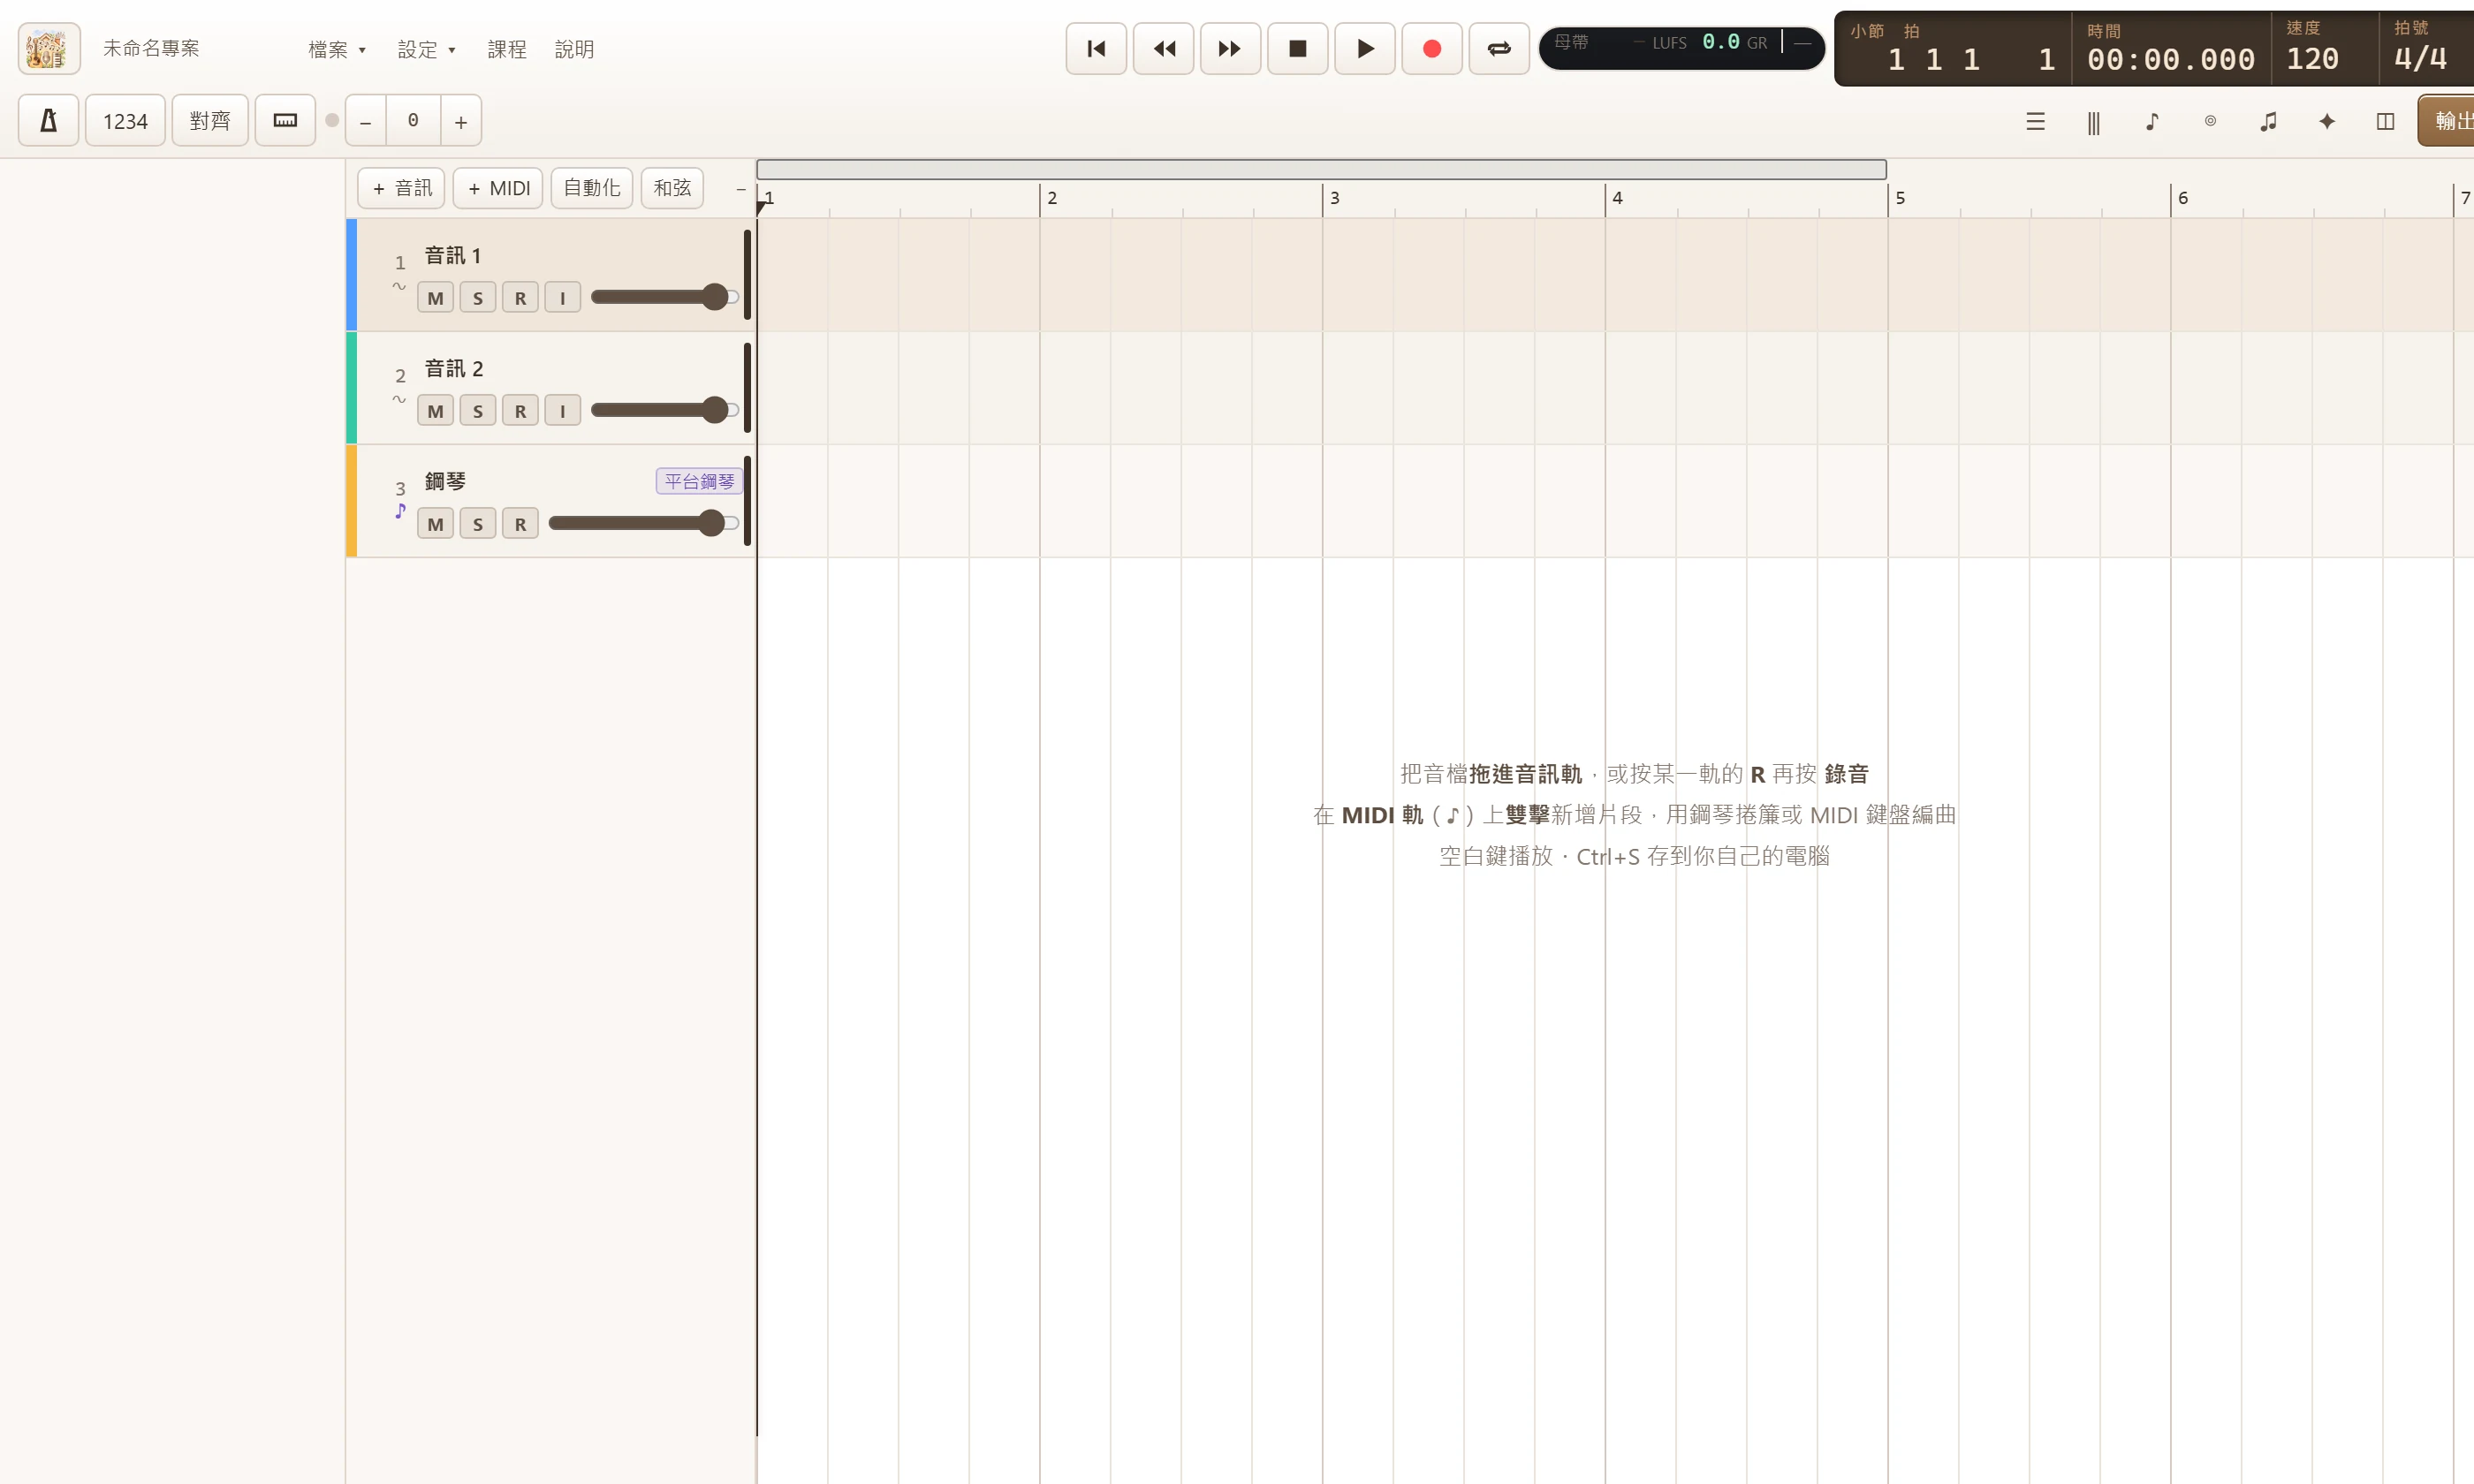 未命名專案 檔案 ▾ 設定 ▾ 課程 說明
母帶 – LUFS 0.0 GR —
小節 拍 時間 速度 拍號
1 1 1 1 00:00.000 120 4/4
1234 對齊 − 0 + 輸出
+ 音訊 + MIDI 自動化 和弦 −
1 2 3 4 5 6 7
1 音訊 1
M S R I
2 音訊 2
M S R I
3 鋼琴 平台鋼琴
M S R
把音檔拖進音訊軌，或按某一軌的 R 再按 錄音
在 MIDI 軌（♪）上雙擊新增片段，用鋼琴捲簾或 MIDI 鍵盤編曲
空白鍵播放 · Ctrl+S 存到你自己的電腦